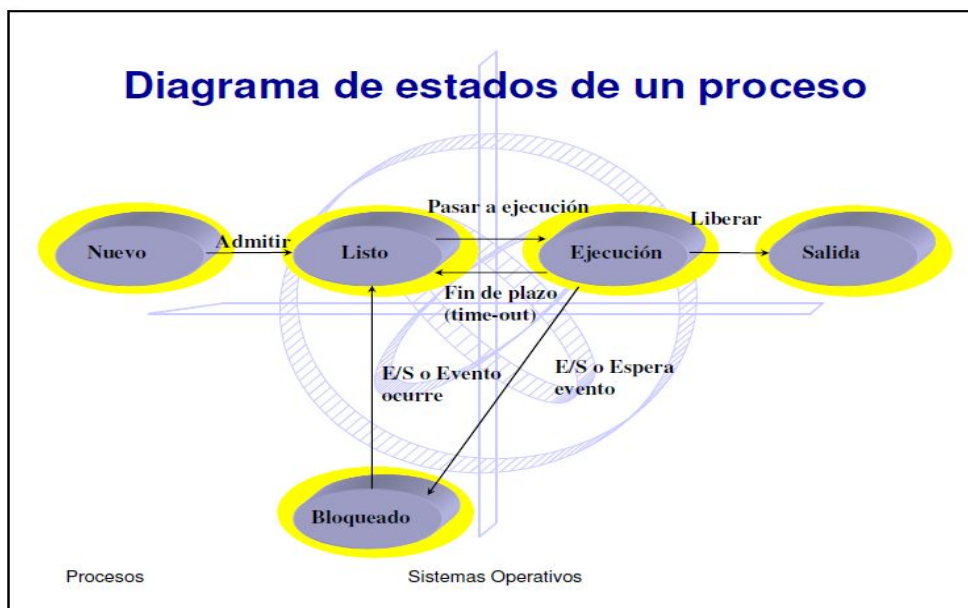 Diagrama de estados de un proceso
Pasar a ejecución
Liberar
Nuevo
Admitir
Listo
Ejecución
Salida
Fin de plazo
(time-out)
E/S o Evento
ocurre
E/S o Espera
evento
Bloqueado
Procesos
Sistemas Operativos